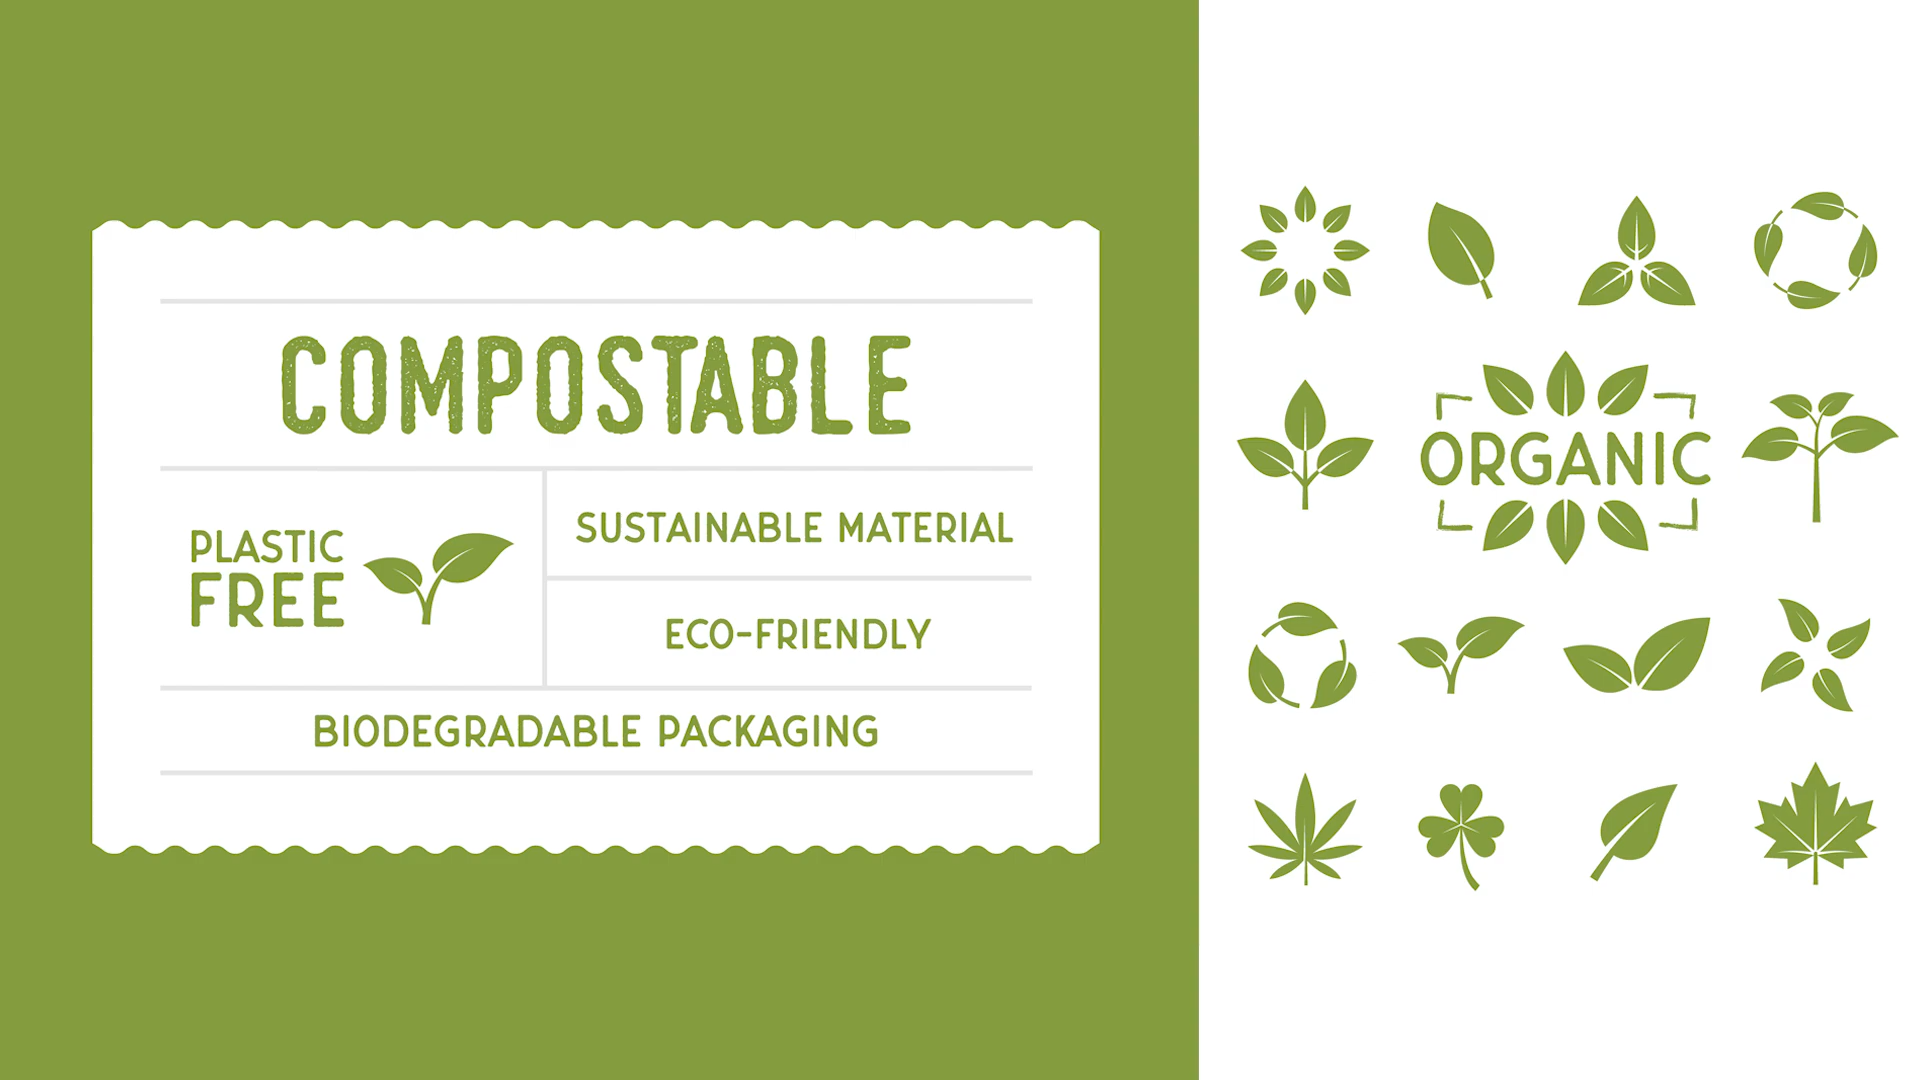 COMPOSTABLE
PLASTIC
FREE
SUSTAINABLE MATERIAL
ECO-FRIENDLY
BIODEGRADABLE PACKAGING
ORGANIC